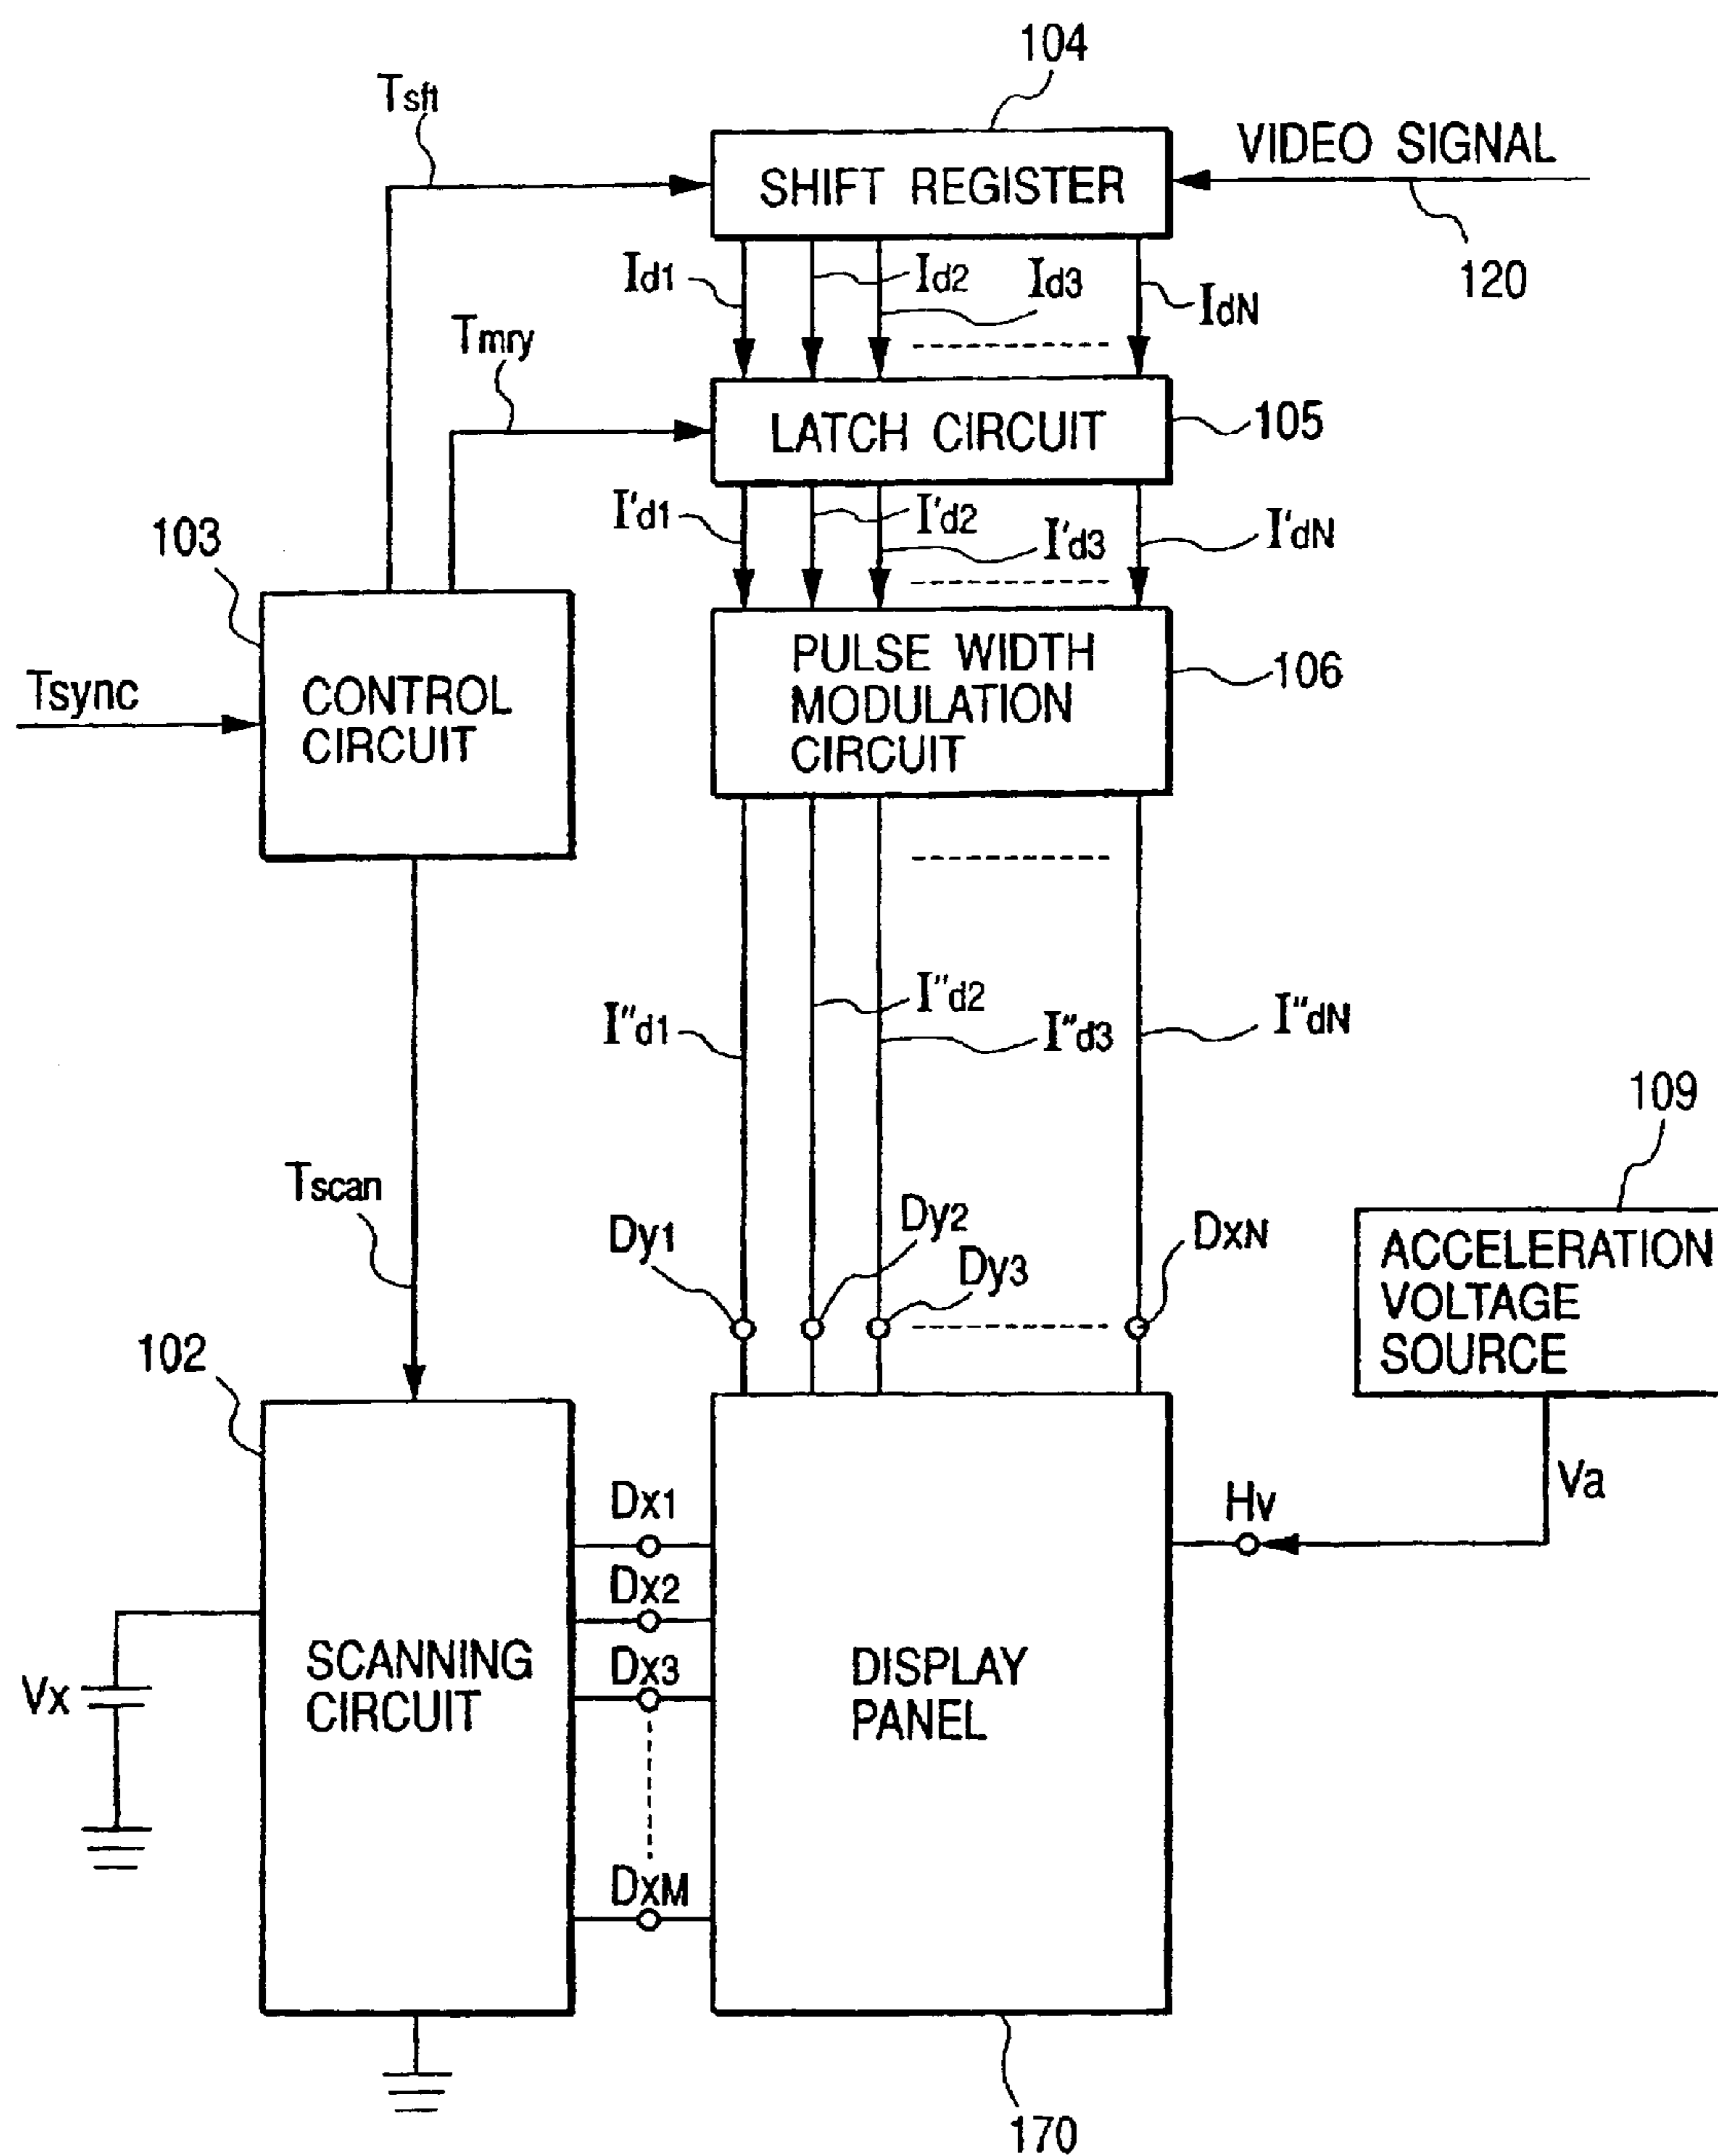 104
Tsft
SHIFT REGISTER
VIDEO SIGNAL
120
Id1
Id2
Id3
IdN
Tmry
LATCH CIRCUIT
105
I'd1
I'd2
I'd3
I'dN
103
CONTROL
CIRCUIT
Tsync
PULSE WIDTH
MODULATION
CIRCUIT
106
I"d1
I"d2
I"d3
I"dN
109
ACCELERATION
VOLTAGE
SOURCE
Tscan
Dy1
Dy2
Dy3
DxN
102
Va
Hv
Dx1
Dx2
Dx3
DxM
Vx
SCANNING
CIRCUIT
DISPLAY
PANEL
170